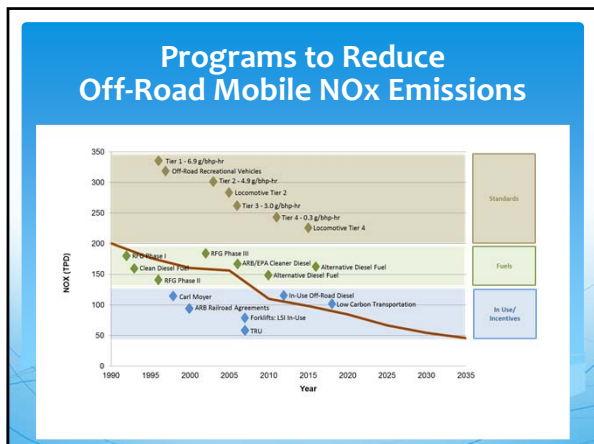 Programs to Reduce
Off-Road Mobile NOx Emissions
350
300
250
200
150
100
50
0
NOX (TPD)
Tier 1 - 6.9 g/bhp-hr
Off-Road Recreational Vehicles
Tier 2 - 4.9 g/bhp-hr
Locomotive Tier 2
Tier 3 - 3.0 g/bhp-hr
Tier 4 - 0.3 g/bhp-hr
Locomotive Tier 4
Standards
RFG Phase I
RFG Phase III
ARB/EPA Cleaner Diesel
Clean Diesel Fuel
Alternative Diesel Fuel
Alternative Diesel Fuel
RFG Phase II
Fuels
Carl Moyer
In-Use Off-Road Diesel
Low Carbon Transportation
ARB Railroad Agreements
Forklifts: LSI In-Use
TRU
In Use/
Incentives
1990 1995 2000 2005 2010 2015 2020 2025 2030 2035
Year